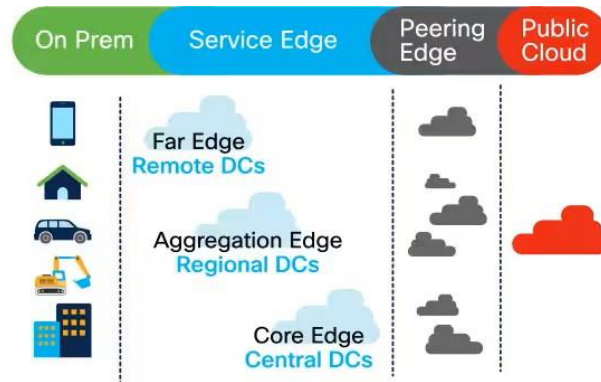 On Prem
Service Edge
Peering
Edge
Public
Cloud
Far Edge
Remote DCs
Aggregation Edge
Regional DCs
Core Edge
Central DCs